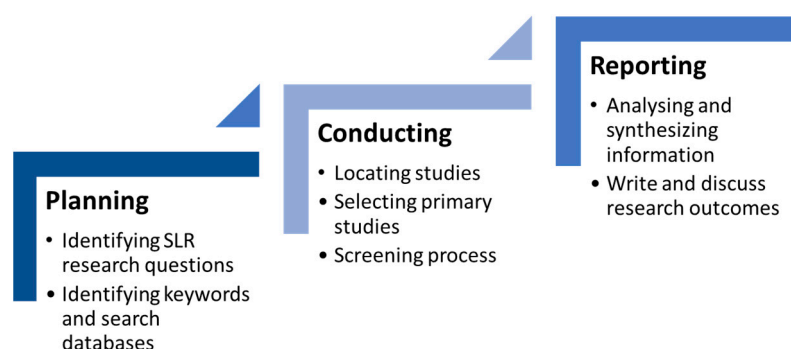 Planning
• Identifying SLR
research questions
• Identifying keywords
and search
databases
Conducting
• Locating studies
• Selecting primary
studies
• Screening process
Reporting
• Analysing and
synthesizing
information
• Write and discuss
research outcomes